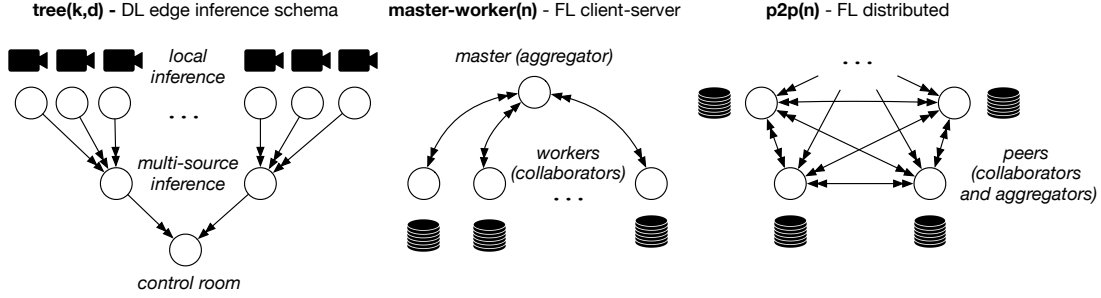 tree(k,d) - DL edge inference schema
local
inference
. . .
multi-source
inference
control room
master-worker(n) - FL client-server
master (aggregator)
workers
(collaborators)
. . .
p2p(n) - FL distributed
. . .
peers
(collaborators
and aggregators)